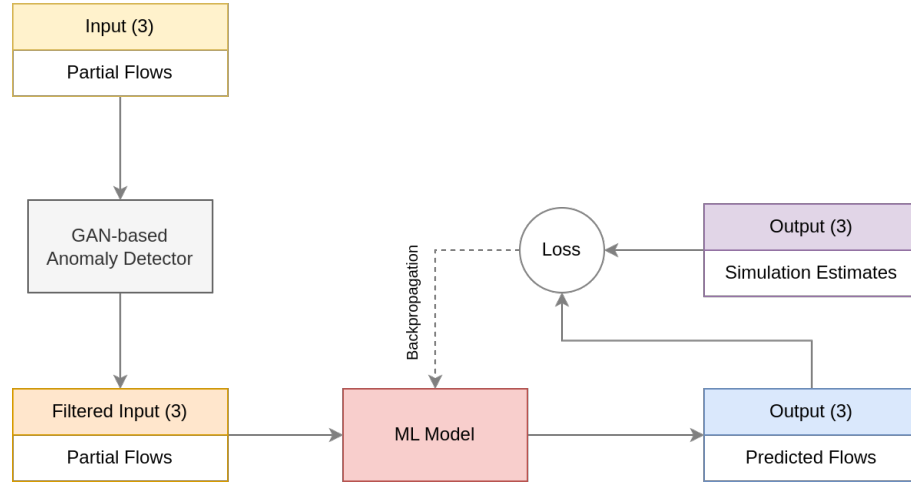 Input (3)
Partial Flows
GAN-based
Anomaly Detector
Filtered Input (3)
Partial Flows
ML Model
Backpropagation
Loss
Output (3)
Simulation Estimates
Output (3)
Predicted Flows